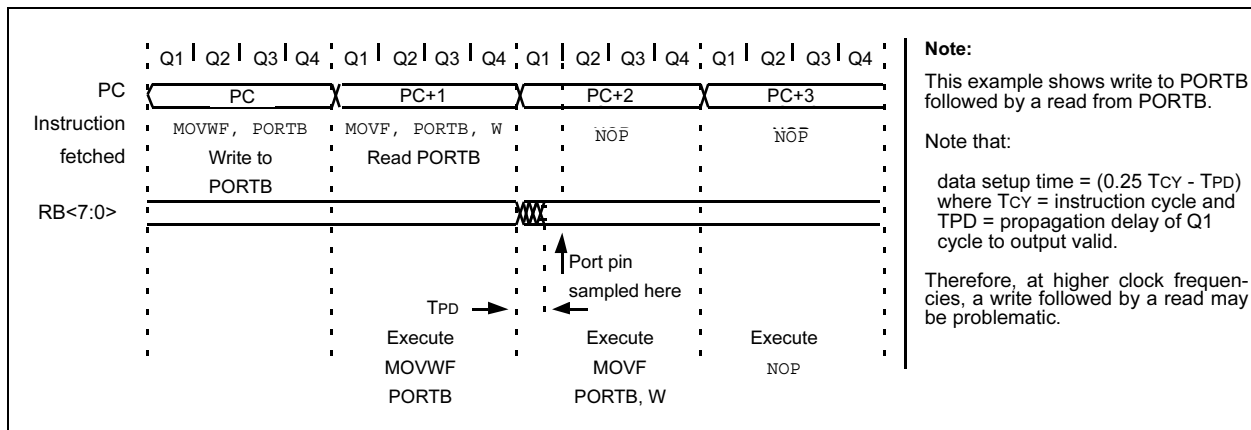 Q1 Q2 Q3 Q4 Q1 Q2 Q3 Q4 Q1 Q2 Q3 Q4 Q1 Q2 Q3 Q4
PC PC PC+1 PC+2 PC+3
Instruction MOVWF, PORTB MOVF, PORTB, W NOP NOP
fetched Write to Read PORTB
PORTB
RB<7:0>
Port pin
sampled here
TPD
Execute Execute Execute
MOVWF MOVF NOP
PORTB PORTB, W
Note:
This example shows write to PORTB
followed by a read from PORTB.
Note that:
data setup time = (0.25 TCY - TPD)
where TCY = instruction cycle and
TPD = propagation delay of Q1
cycle to output valid.
Therefore, at higher clock frequen-
cies, a write followed by a read may
be problematic.